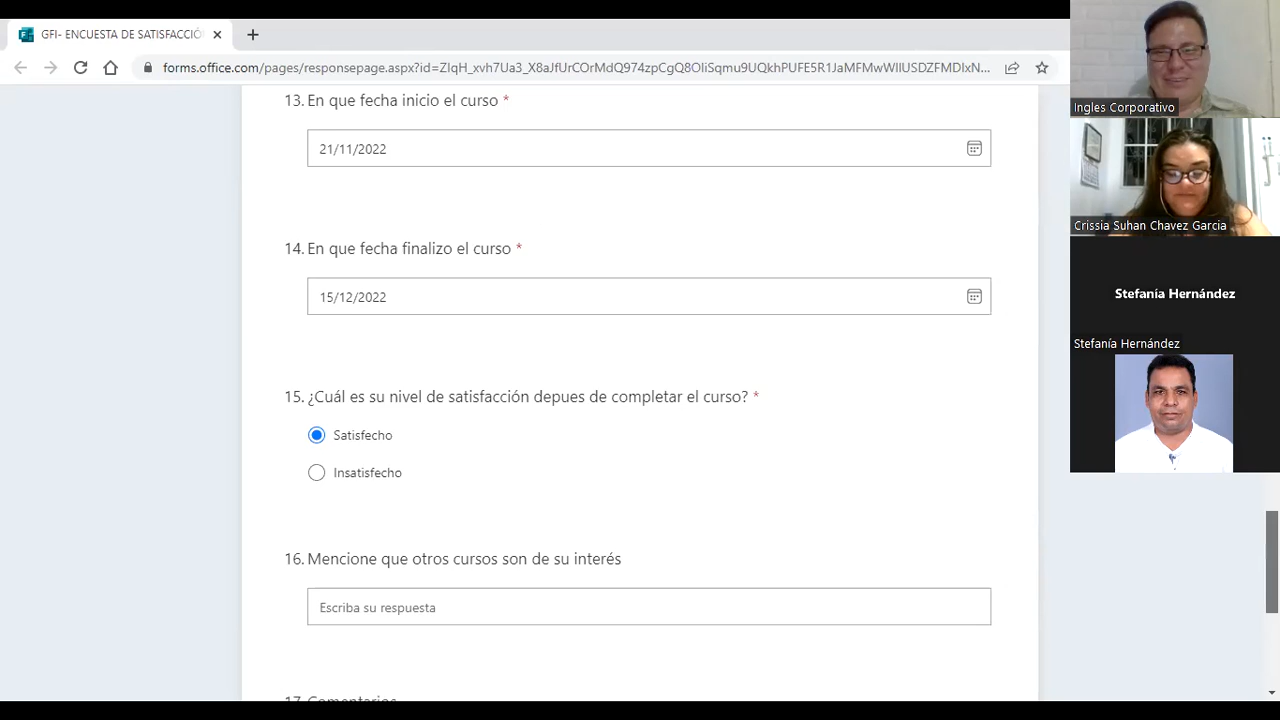 GFI- ENCUESTA DE SATISFACCIÓ
forms.office.com/pages/responsepage.aspx?id=
13. En que fecha inicio el curso *
21/11/2022
14. En que fecha finalizo el curso *
15/12/2022
15. ¿Cuál es su nivel de satisfacción depues de completar el curso? *
Satisfecho
Insatisfecho
16. Mencione que otros cursos son de su interés
Escriba su respuesta
17. Comentarios
Ingles Corporativo
Crissia Suhan Chavez Garcia
Stefanía Hernández
Stefanía Hernández